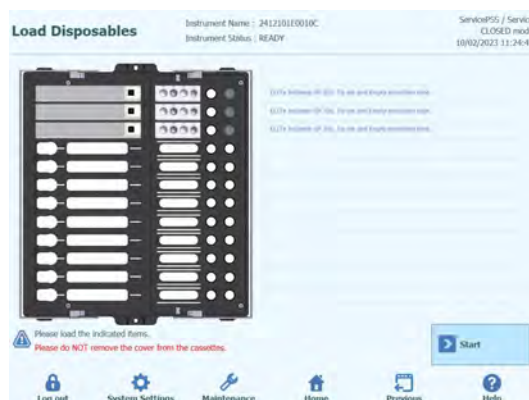 Load Disposables
Instrument Name : 2412101E0010C
Instrument Status : READY
ServicePSS / Servic
CLOSED mod
10/02/2023 11:24:4
Please load the indicated items.
Please do NOT remove the cover from the cassettes.
Start
Log out
System Settings
Maintenance
Home
Previous
Help